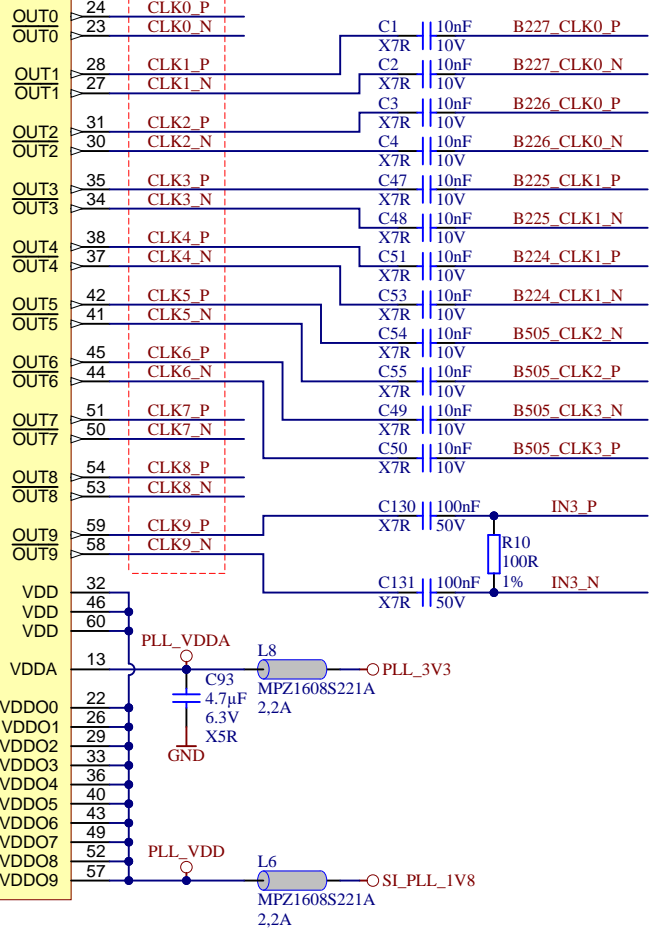 OUT0 24 CLK0_P
OUT0 23 CLK0_N
C1 10nF B227_CLK0_P
X7R 10V
OUT1 28 CLK1_P
OUT1 27 CLK1_N
C2 10nF B227_CLK0_N
X7R 10V
C3 10nF B226_CLK0_P
X7R 10V
OUT2 31 CLK2_P
OUT2 30 CLK2_N
C4 10nF B226_CLK0_N
X7R 10V
OUT3 35 CLK3_P
OUT3 34 CLK3_N
C47 10nF B225_CLK1_P
X7R 10V
C48 10nF B225_CLK1_N
X7R 10V
OUT4 38 CLK4_P
OUT4 37 CLK4_N
C51 10nF B224_CLK1_P
X7R 10V
C53 10nF B224_CLK1_N
X7R 10V
OUT5 42 CLK5_P
OUT5 41 CLK5_N
C54 10nF B505_CLK2_N
X7R 10V
C55 10nF B505_CLK2_P
X7R 10V
OUT6 45 CLK6_P
OUT6 44 CLK6_N
C49 10nF B505_CLK3_N
X7R 10V
C50 10nF B505_CLK3_P
X7R 10V
OUT7 51 CLK7_P
OUT7 50 CLK7_N
OUT8 54 CLK8_P
OUT8 53 CLK8_N
OUT9 59 CLK9_P
OUT9 58 CLK9_N
C130 100nF IN3_P
X7R 50V
R10
100R
1%
C131 100nF IN3_N
X7R 50V
VDD 32
VDD 46
VDD 60
PLL_VDDA
VDDA 13
L8
MPZ1608S221A
2,2A
PLL_3V3
C93
4.7µF
6.3V
X5R
GND
VDDO0 22
VDDO1 26
VDDO2 29
VDDO3 33
VDDO4 36
VDDO5 40
VDDO6 43
VDDO7 49
VDDO8 52
VDDO9 57
PLL_VDD
L6
MPZ1608S221A
2,2A
SI_PLL_1V8